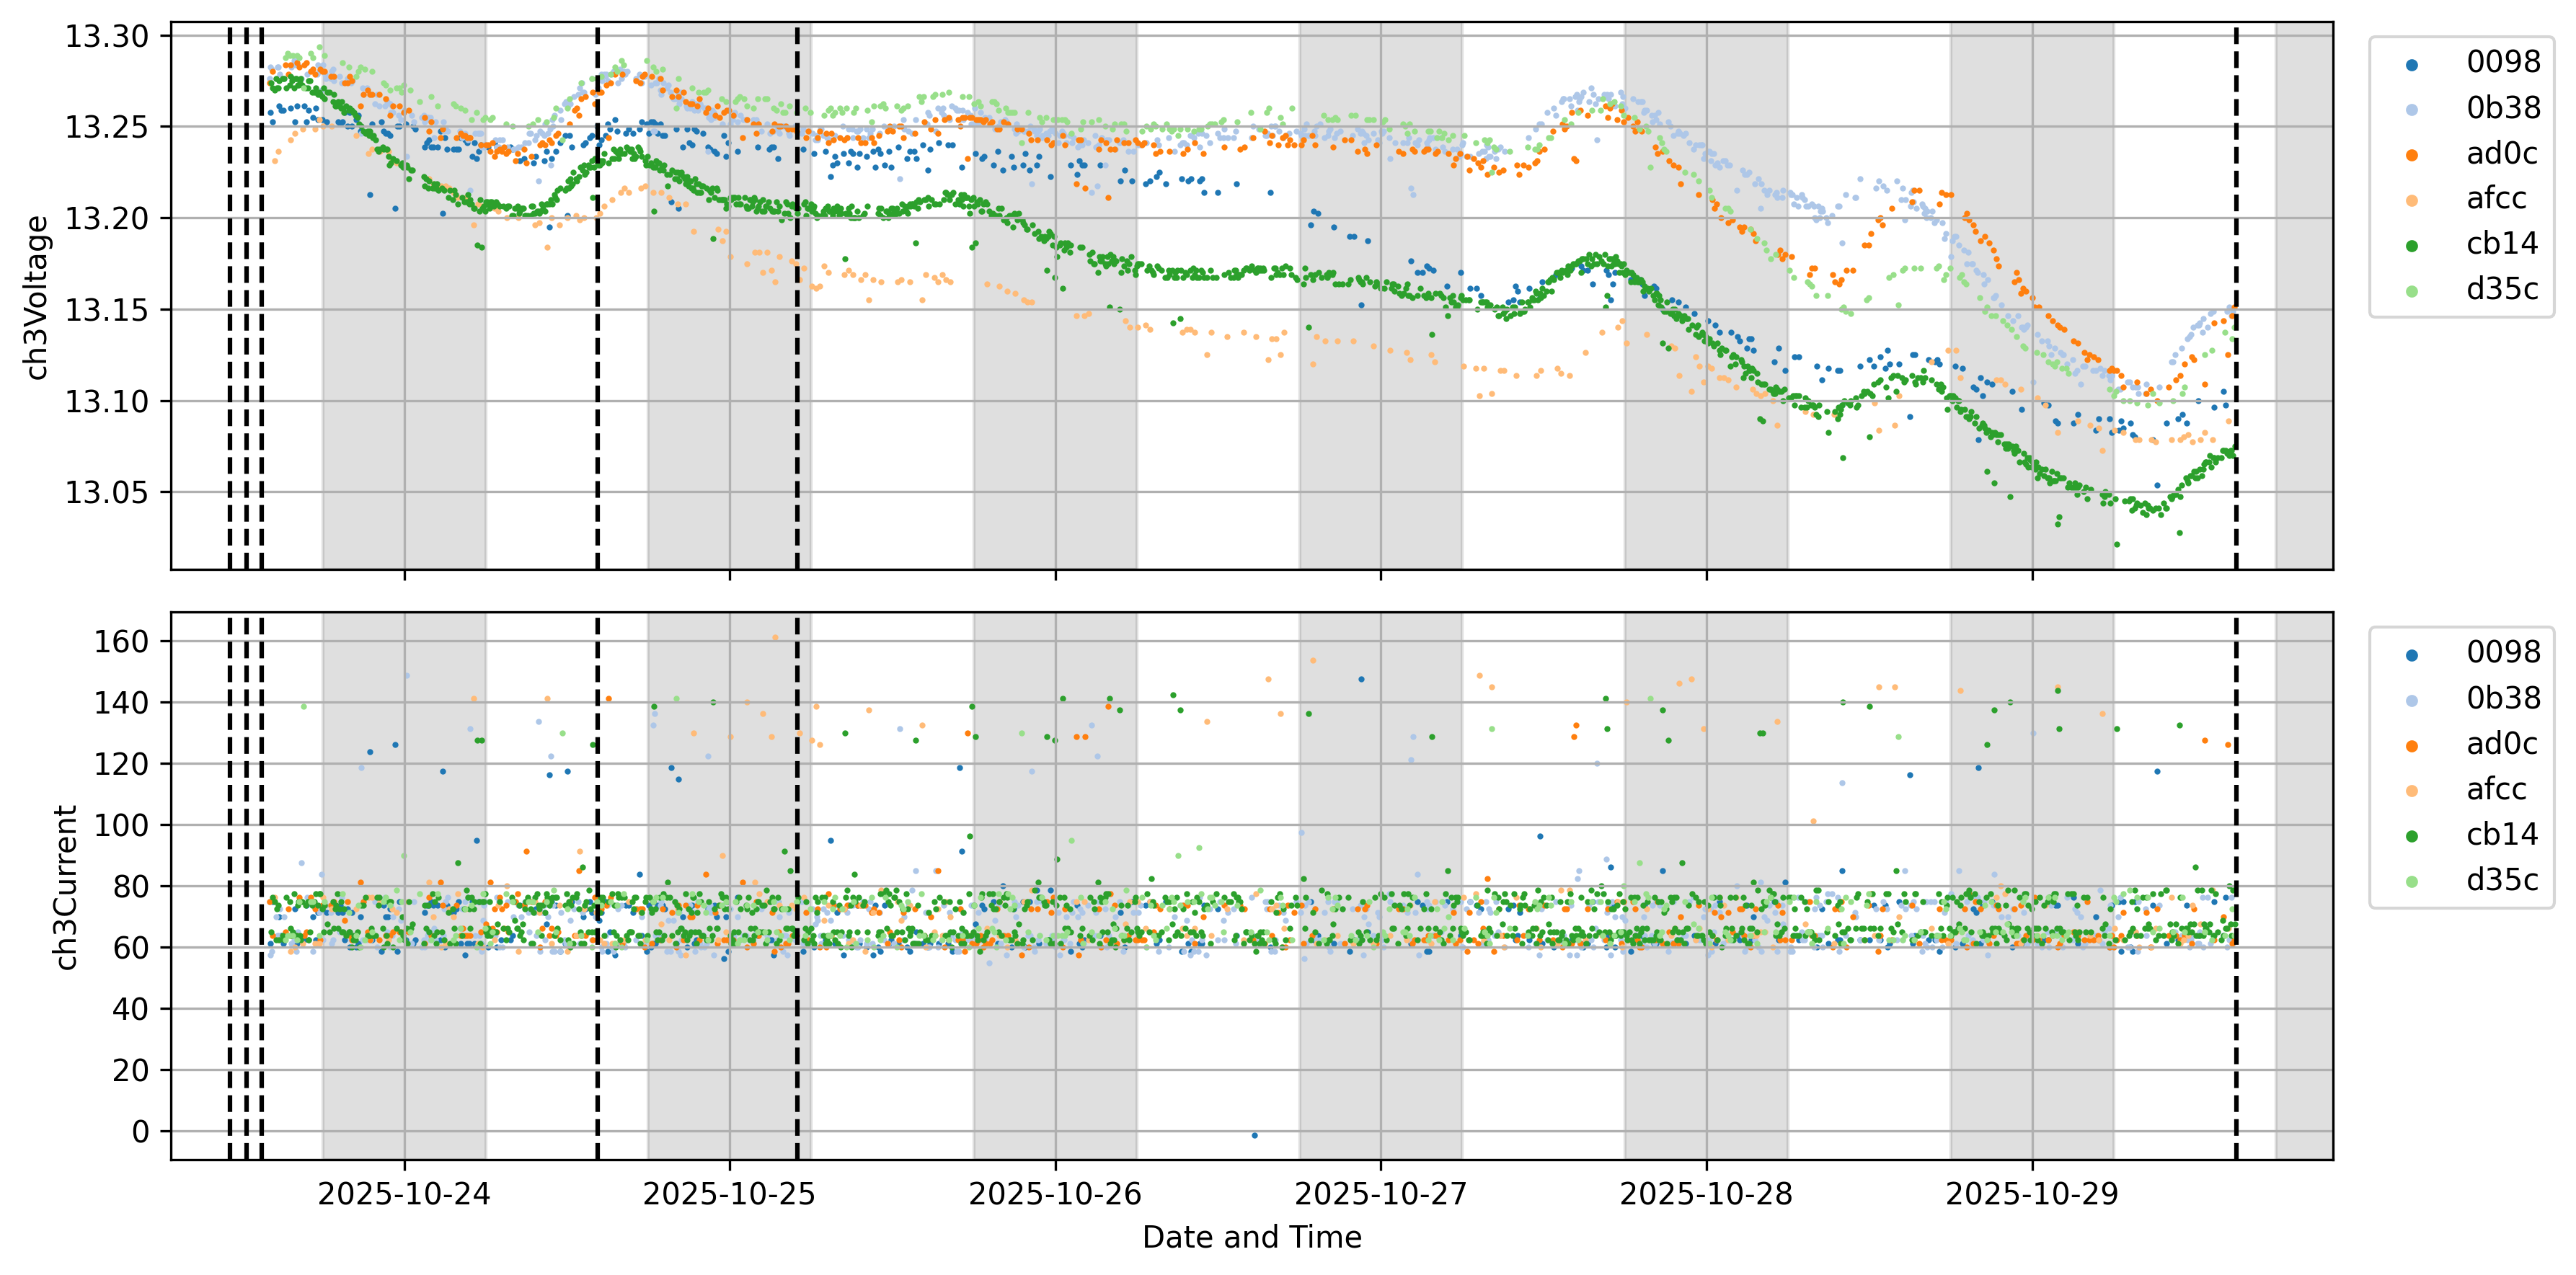 ch3Voltage
13.30
13.25
13.20
13.15
13.10
13.05
0098
0b38
ad0c
afcc
cb14
d35c
ch3Current
160
140
120
100
80
60
40
20
0
0098
0b38
ad0c
afcc
cb14
d35c
2025-10-24
2025-10-25
2025-10-26
2025-10-27
2025-10-28
2025-10-29
Date and Time